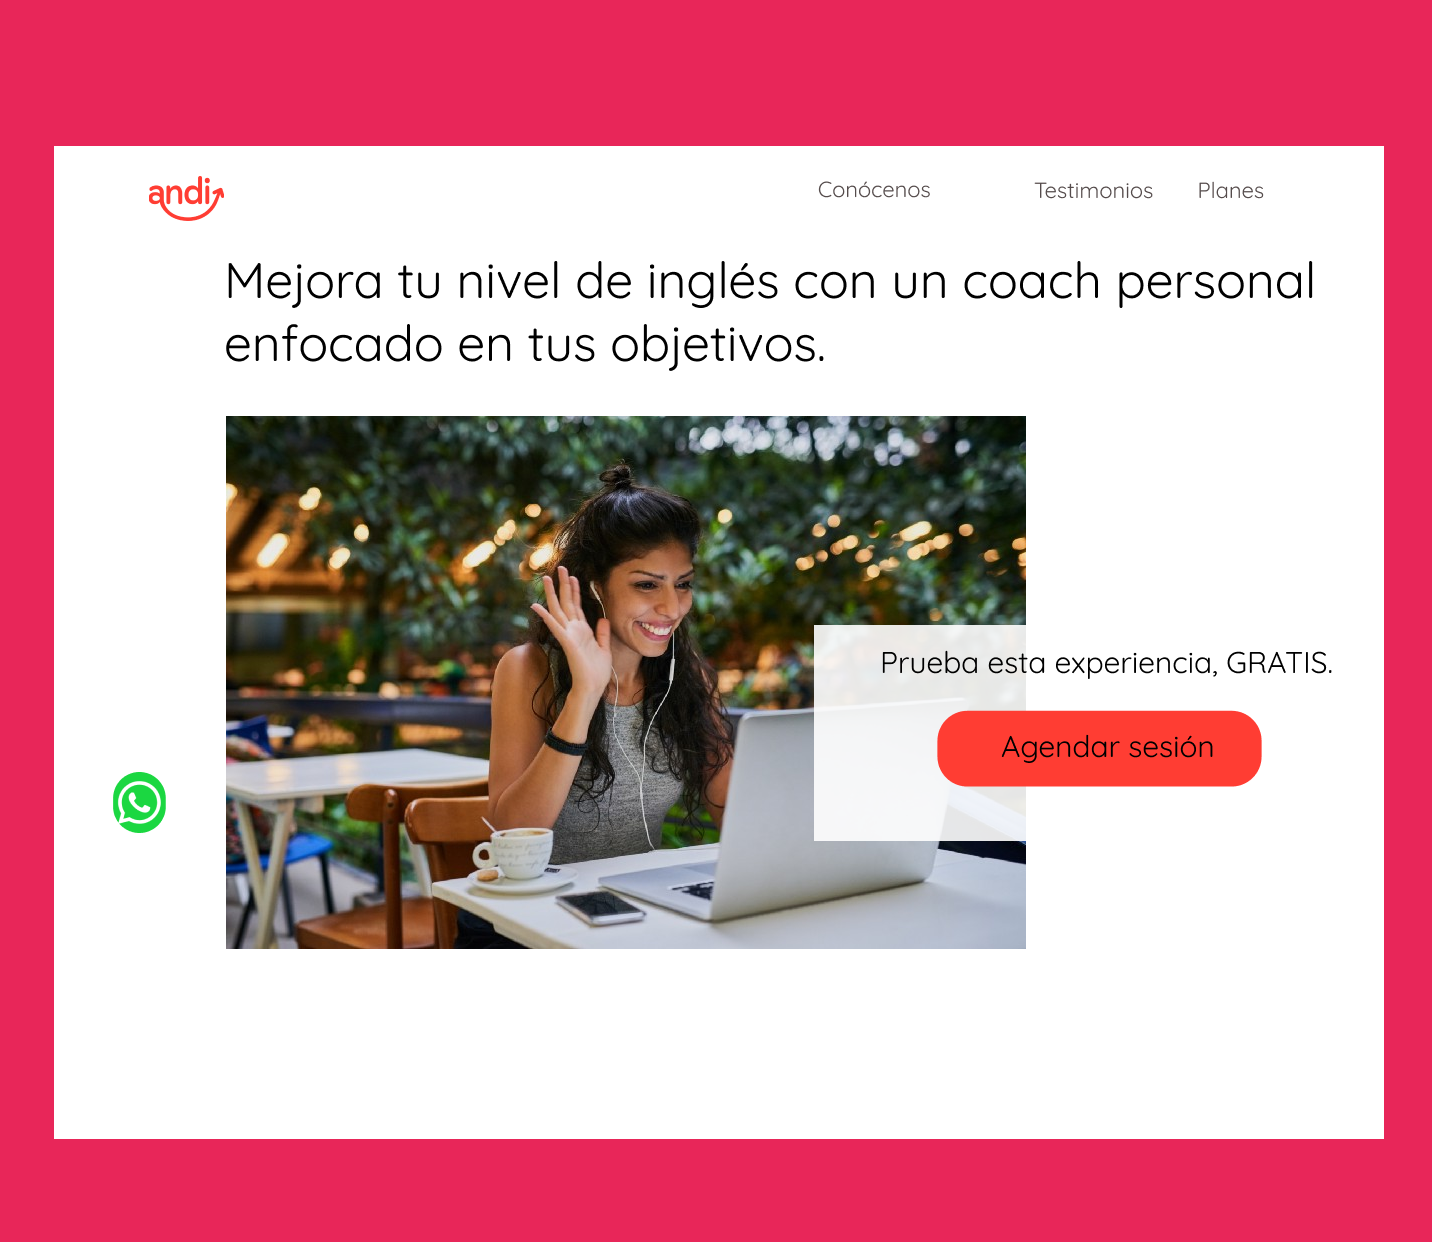 andi
Conócenos
Testimonios
Planes
Mejora tu nivel de inglés con un coach personal
enfocado en tus objetivos.
Prueba esta experiencia, GRATIS.
Agendar sesión